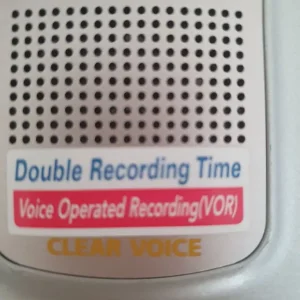 Double Recording Time
Voice Operated Recording(VOR)
CLEAR VOICE